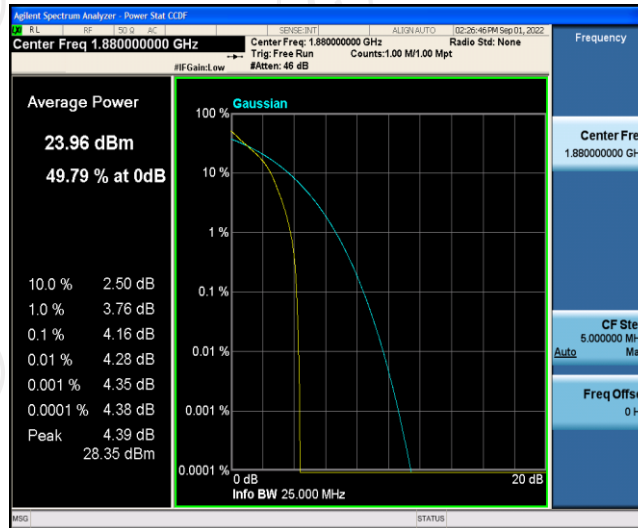 Agilent Spectrum Analyzer - Power Stat CCDF
RL RF 50 Ω AC SENSE:INT ALIGN AUTO 02:26:46 PM Sep 01, 2022
Center Freq 1.880000000 GHz
Center Freq: 1.880000000 GHz Radio Std: None
Trig: Free Run Counts:1.00 M/1.00 Mpt
#IFGain:Low #Atten: 46 dB
Frequency
Average Power
23.96 dBm
49.79 % at 0dB
10.0 % 2.50 dB
1.0 % 3.76 dB
0.1 % 4.16 dB
0.01 % 4.28 dB
0.001 % 4.35 dB
0.0001 % 4.38 dB
Peak 4.39 dB
28.35 dBm
Gaussian
100 %
10 %
1 %
0.1 %
0.01 %
0.001 %
0.0001 %
0 dB 20 dB
Info BW 25.000 MHz
Center Fre
1.880000000 GH
CF Ste
5.000000 MH
Auto Ma
Freq Offse
0 H
MSG STATUS